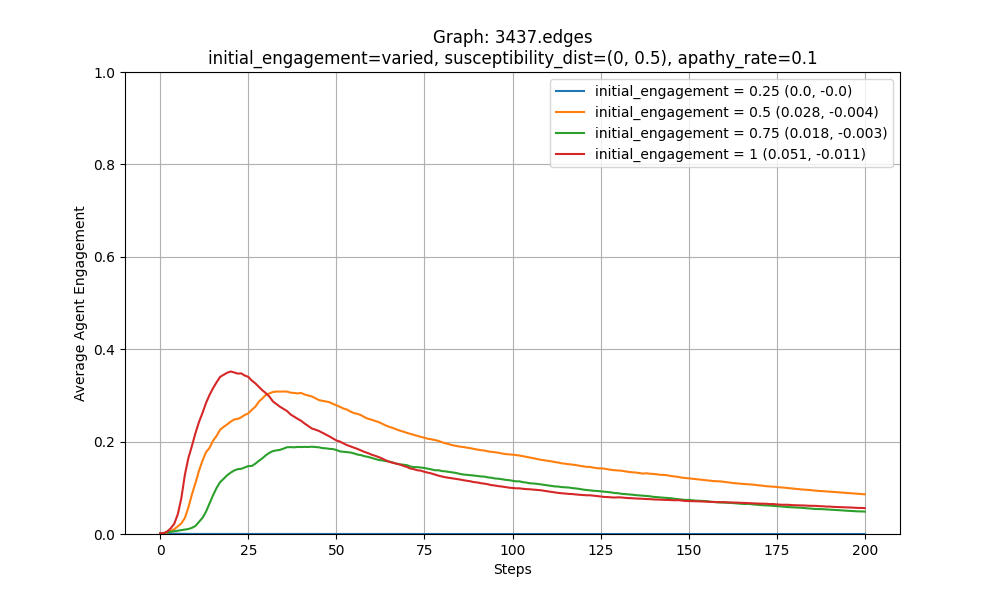 Graph: 3437.edges
initial_engagement=varied, susceptibility_dist=(0, 0.5), apathy_rate=0.1
initial_engagement = 0.25 (0.0, -0.0)
initial_engagement = 0.5 (0.028, -0.004)
initial_engagement = 0.75 (0.018, -0.003)
initial_engagement = 1 (0.051, -0.011)
Average Agent Engagement
1.0
0.8
0.6
0.4
0.2
0.0
0 25 50 75 100 125 150 175 200
Steps